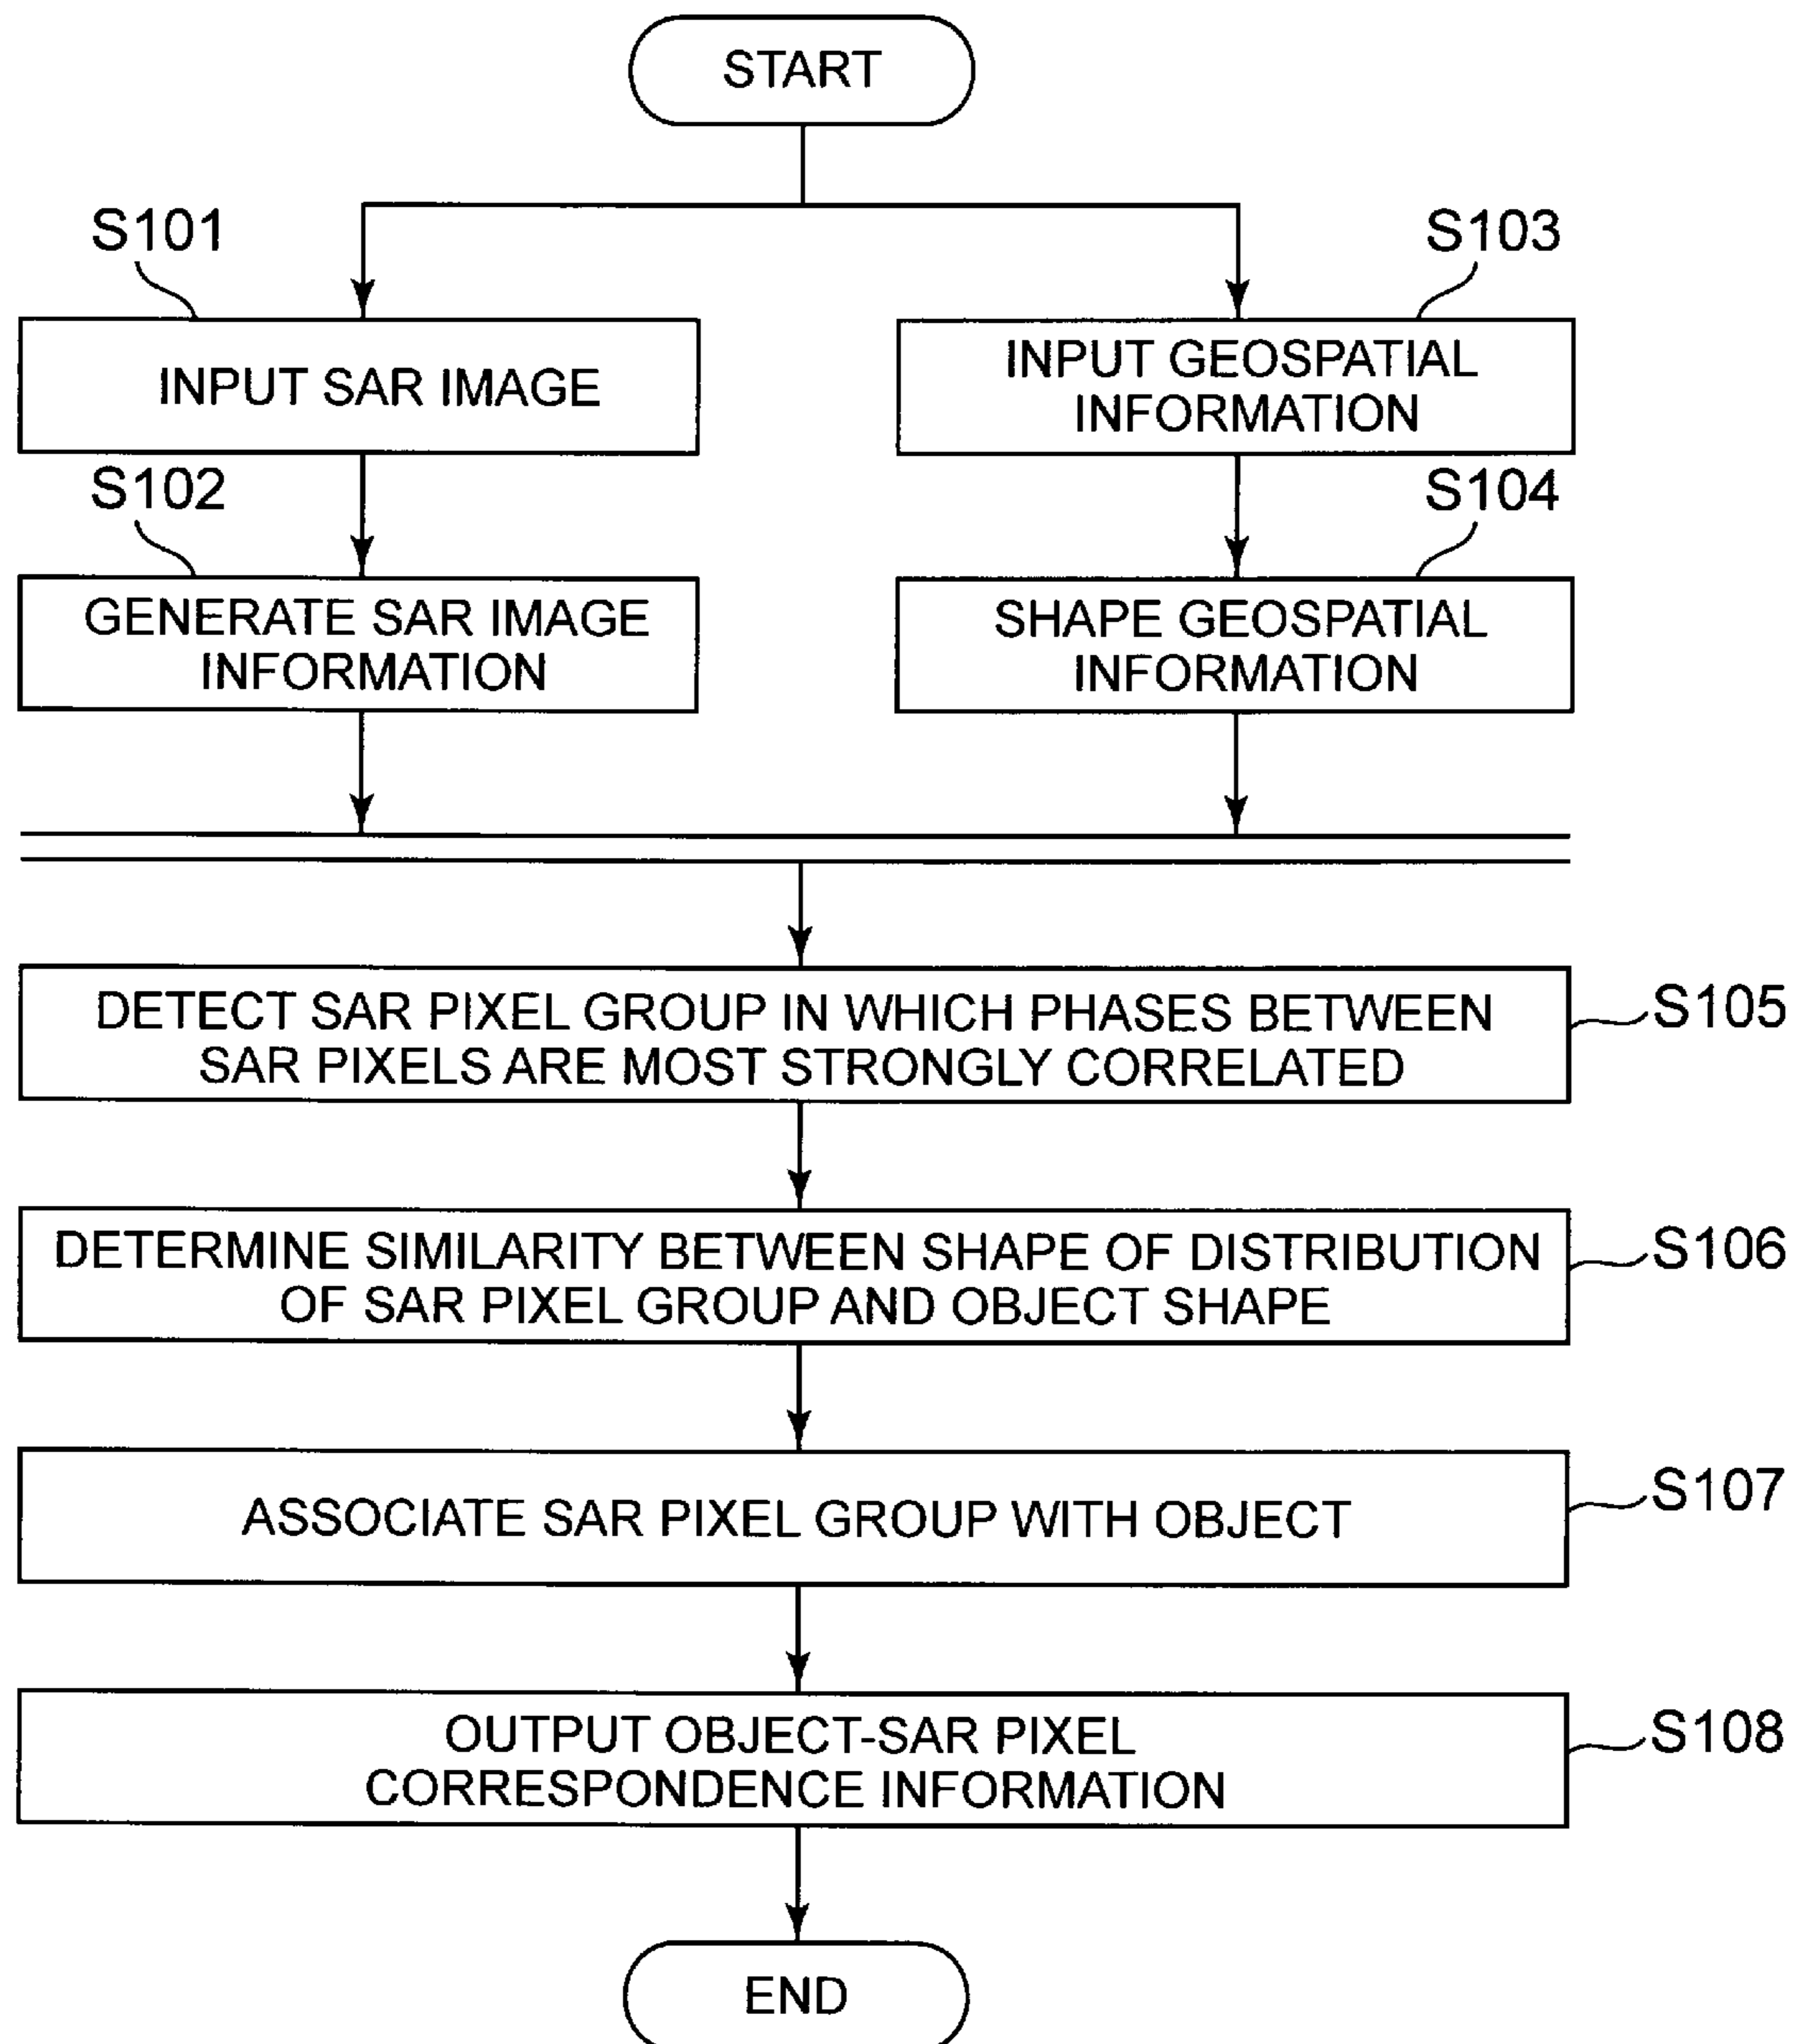 START
S101
INPUT SAR IMAGE
S102
GENERATE SAR IMAGE
INFORMATION
S103
INPUT GEOSPATIAL
INFORMATION
S104
SHAPE GEOSPATIAL
INFORMATION
DETECT SAR PIXEL GROUP IN WHICH PHASES BETWEEN
SAR PIXELS ARE MOST STRONGLY CORRELATED
S105
DETERMINE SIMILARITY BETWEEN SHAPE OF DISTRIBUTION
OF SAR PIXEL GROUP AND OBJECT SHAPE
S106
ASSOCIATE SAR PIXEL GROUP WITH OBJECT
S107
OUTPUT OBJECT-SAR PIXEL
CORRESPONDENCE INFORMATION
S108
END